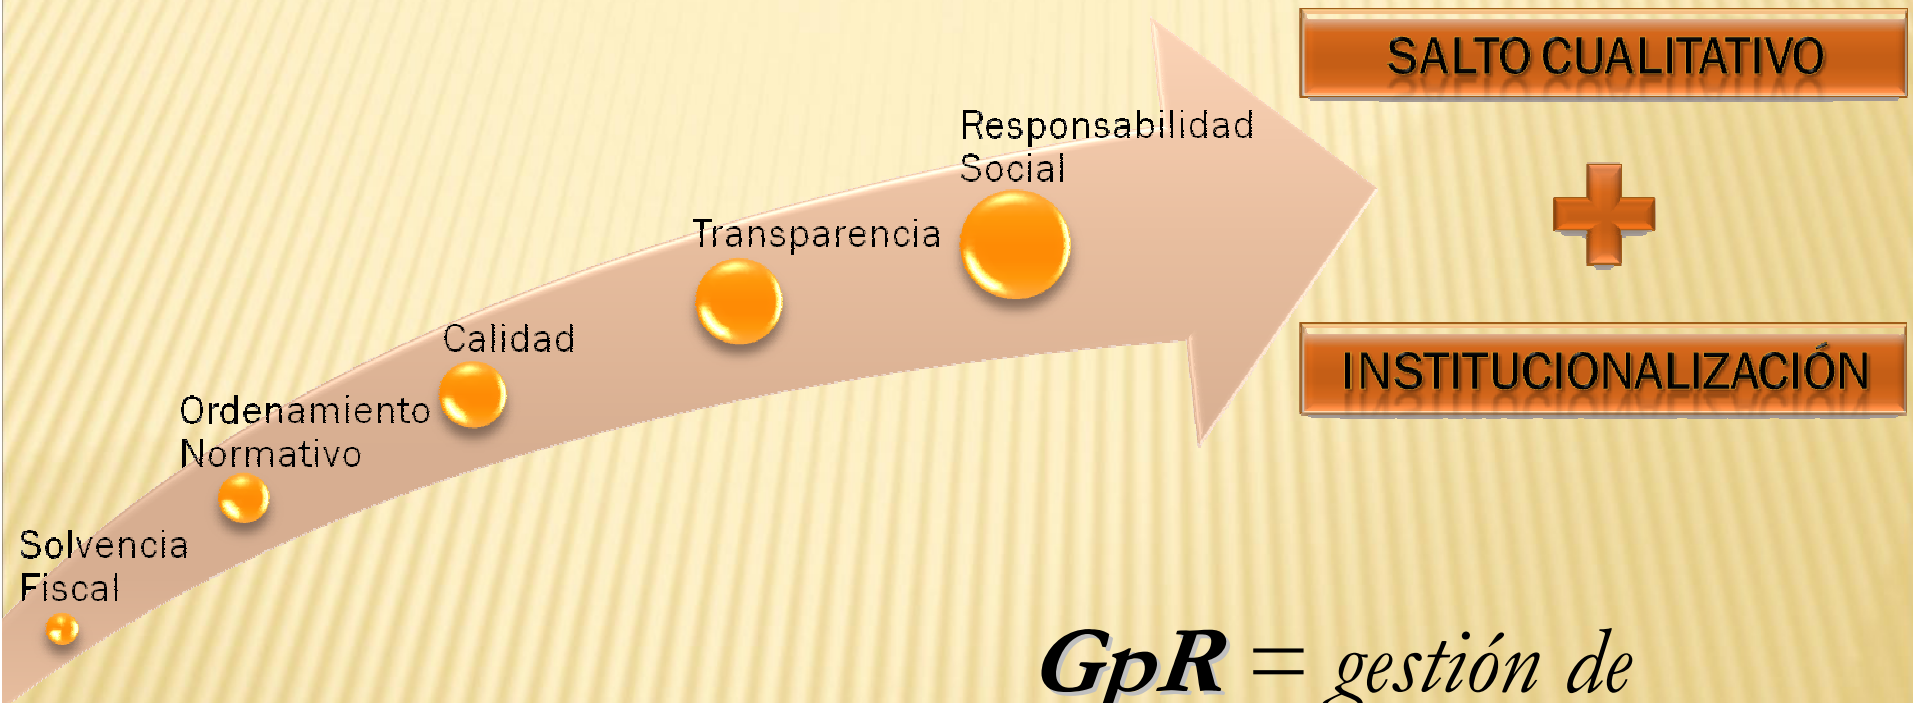 SALTO CUALITATIVO
Responsabilidad
Social
Transparencia
Calidad
INSTITUCIONALIZACIÓN
Ordenamiento
Normativo
Solvencia
Fiscal
GpR = gestión de